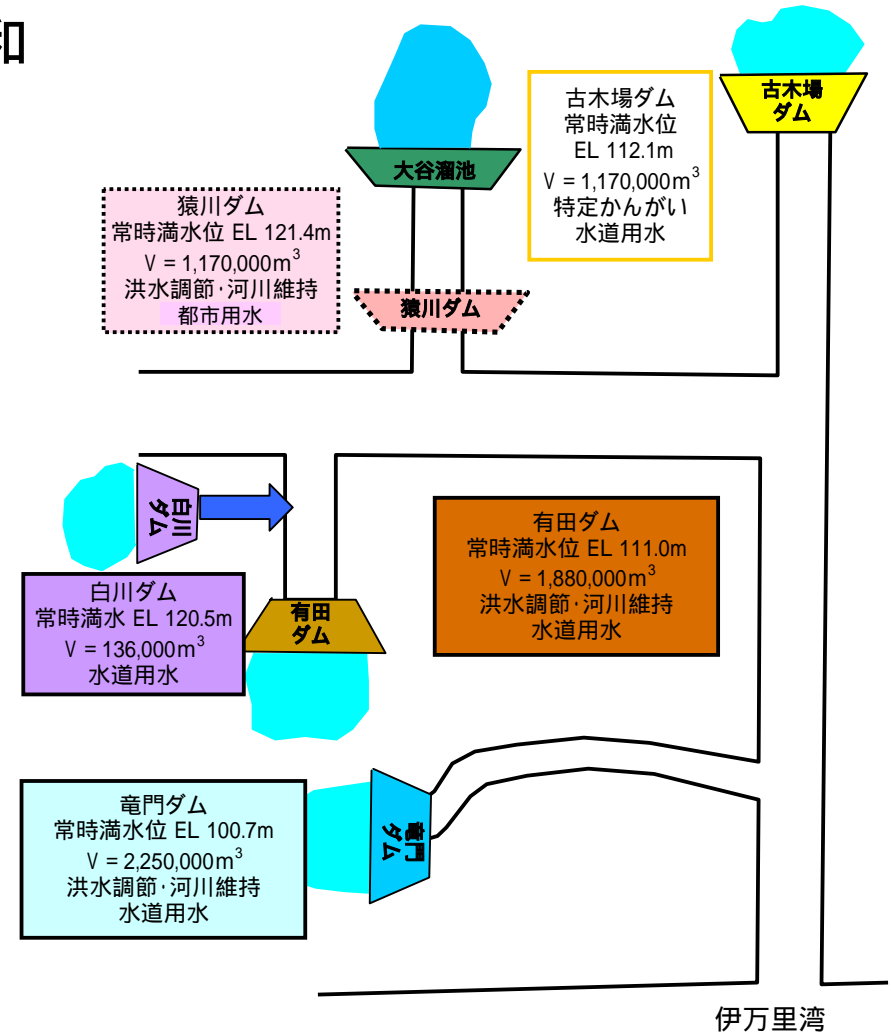 和
古木場
ダム
大谷溜池
古木場ダム
常時満水位
EL 112.1m
V = 1,170,000m³
特定かんがい
水道用水
猿川ダム
常時満水位 EL 121.4m
V = 1,170,000m³
洪水調節･河川維持
都市用水
猿川ダム
白川
ダム
有田ダム
常時満水位 EL 111.0m
V = 1,880,000m³
洪水調節･河川維持
水道用水
白川ダム
常時満水 EL 120.5m
V = 136,000m³
水道用水
有田
ダム
竜門ダム
常時満水位 EL 100.7m
V = 2,250,000m³
洪水調節･河川維持
水道用水
竜門
ダム
伊万里湾